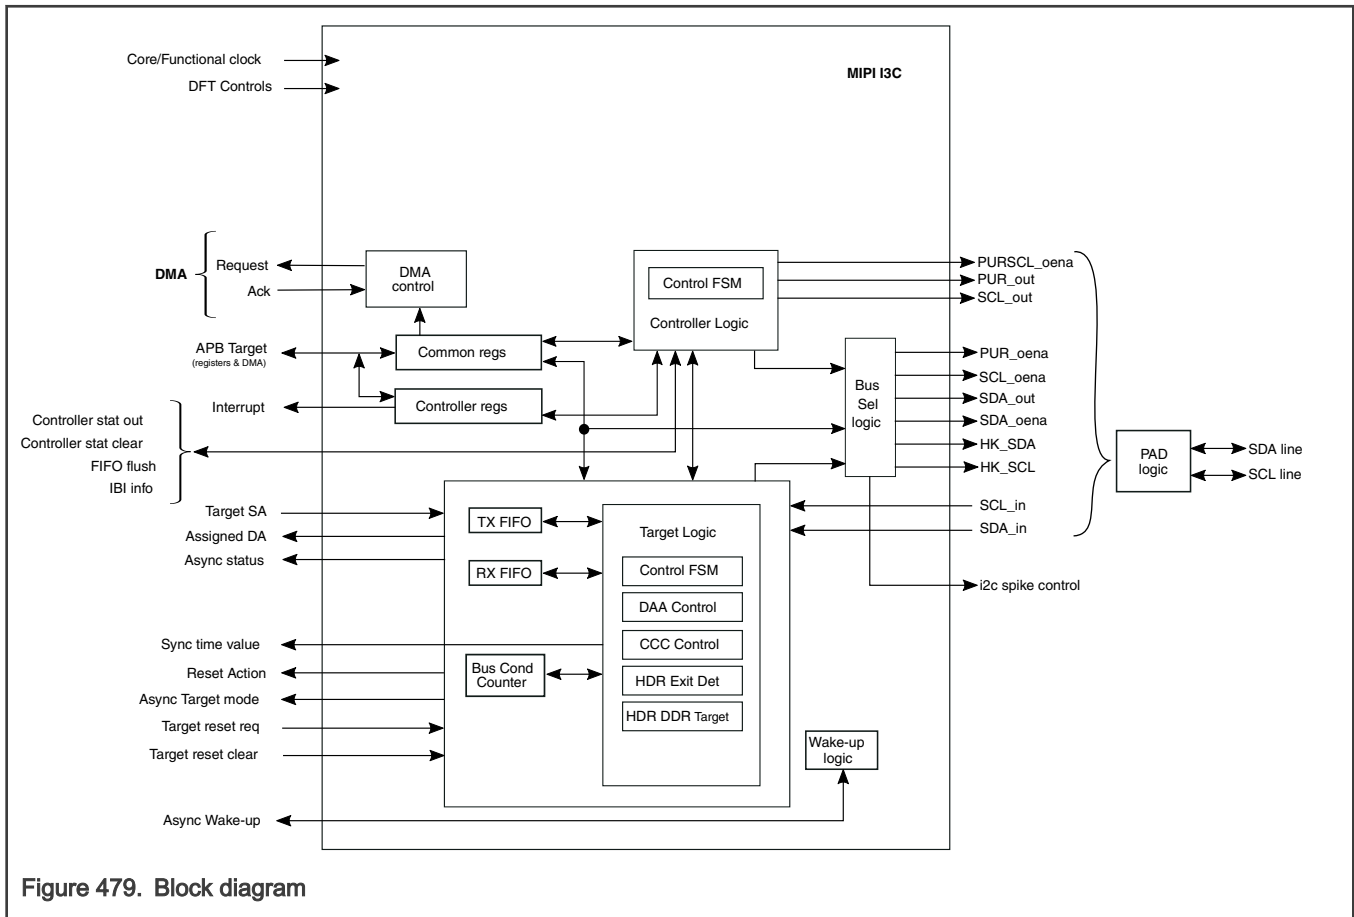 Core/Functional clock
DFT Controls
MIPI I3C
DMA
Request
Ack
DMA
control
Control FSM
Controller Logic
PURSCL_oena
PUR_out
SCL_out
APB Target
(registers & DMA)
Common regs
Interrupt
Controller regs
Bus
Sel
logic
PUR_oena
SCL_oena
SDA_out
SDA_oena
HK_SDA
HK_SCL
Controller stat out
Controller stat clear
FIFO flush
IBI info
PAD
logic
SDA line
SCL line
Target SA
Assigned DA
Async status
TX FIFO
RX FIFO
Target Logic
Control FSM
DAA Control
CCC Control
HDR Exit Det
HDR DDR Target
SCL_in
SDA_in
i2c spike control
Sync time value
Reset Action
Async Target mode
Target reset req
Target reset clear
Bus Cond
Counter
Wake-up
logic
Async Wake-up
Figure 479. Block diagram